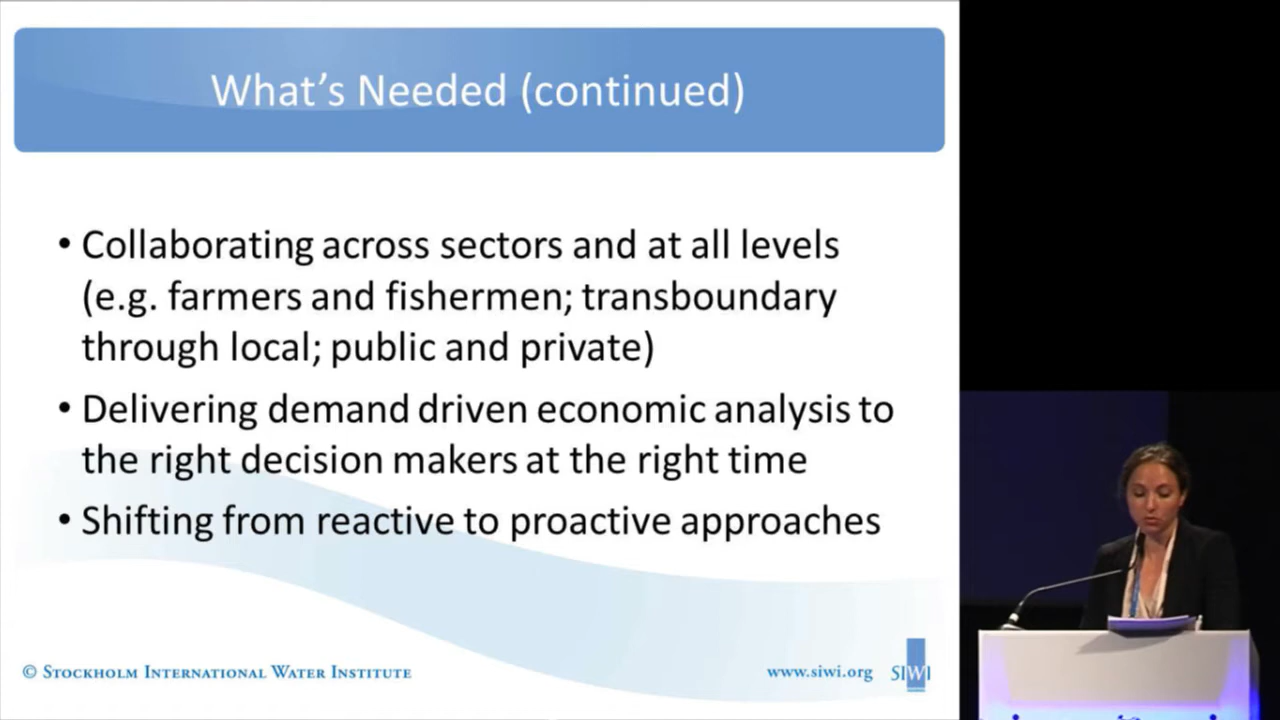 What's Needed (continued)
• Collaborating across sectors and at all levels
(e.g. farmers and fishermen; transboundary
through local; public and private)
• Delivering demand driven economic analysis to
the right decision makers at the right time
• Shifting from reactive to proactive approaches
© Stockholm International Water Institute
www.siwi.org SIWI